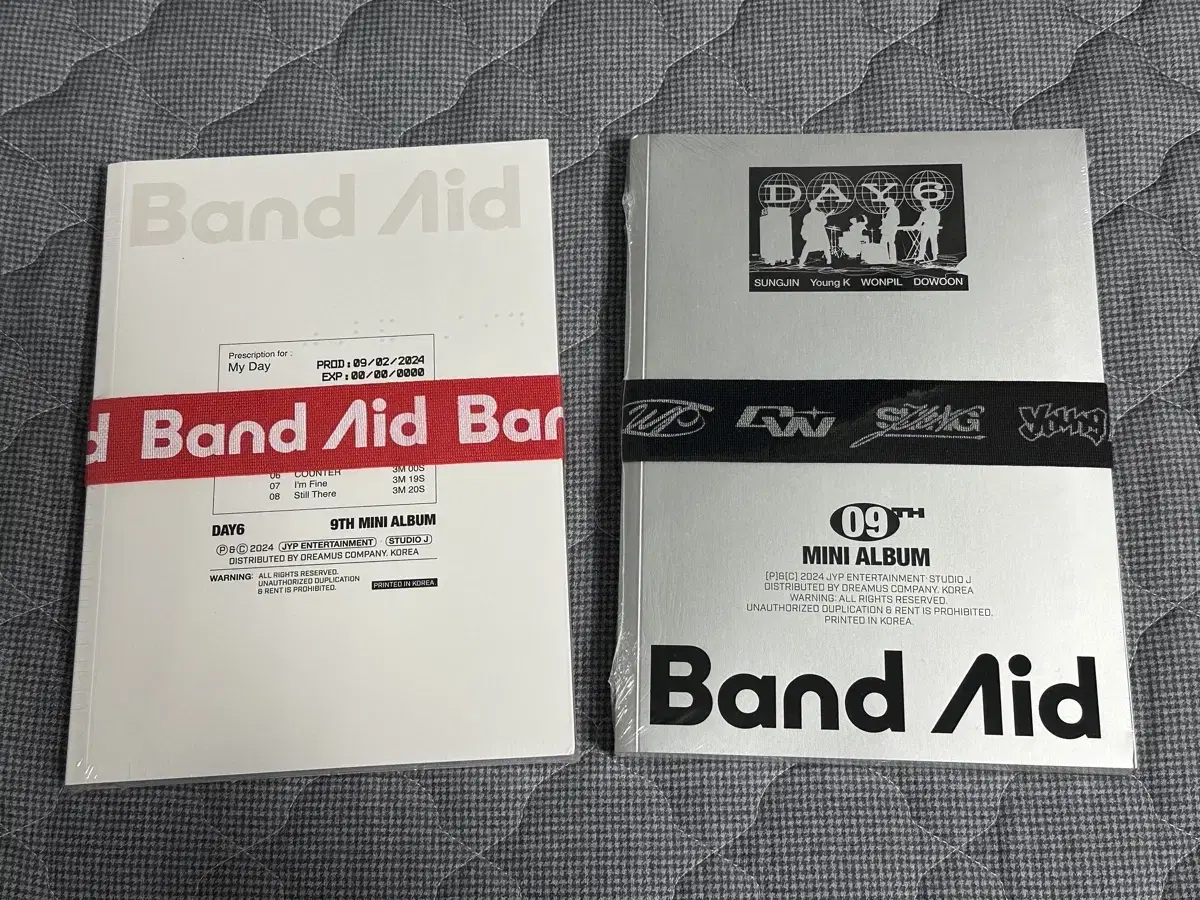 Band Aid
Prescription for :
My Day
PROD:09/02/2024
EXP:00/00/0000
d Band Aid Ban
06 COUNTER 3M 00S
07 I'm Fine 3M 19S
08 Still There 3M 20S
DAY6 9TH MINI ALBUM
Ⓟ&Ⓒ 2024 JYP ENTERTAINMENT · STUDIO J
DISTRIBUTED BY DREAMUS COMPANY. KOREA
WARNING: ALL RIGHTS RESERVED.
UNAUTHORIZED DUPLICATION
& RENT IS PROHIBITED.
PRINTED IN KOREA.
DAY6
SUNGJIN Young K WONPIL DOWOON
WP DW SJUNG Young
09TH
MINI ALBUM
[P]&[C] 2024 JYP ENTERTAINMENT·STUDIO J
DISTRIBUTED BY DREAMUS COMPANY. KOREA
WARNING: ALL RIGHTS RESERVED.
UNAUTHORIZED DUPLICATION & RENT IS PROHIBITED.
PRINTED IN KOREA.
Band Aid